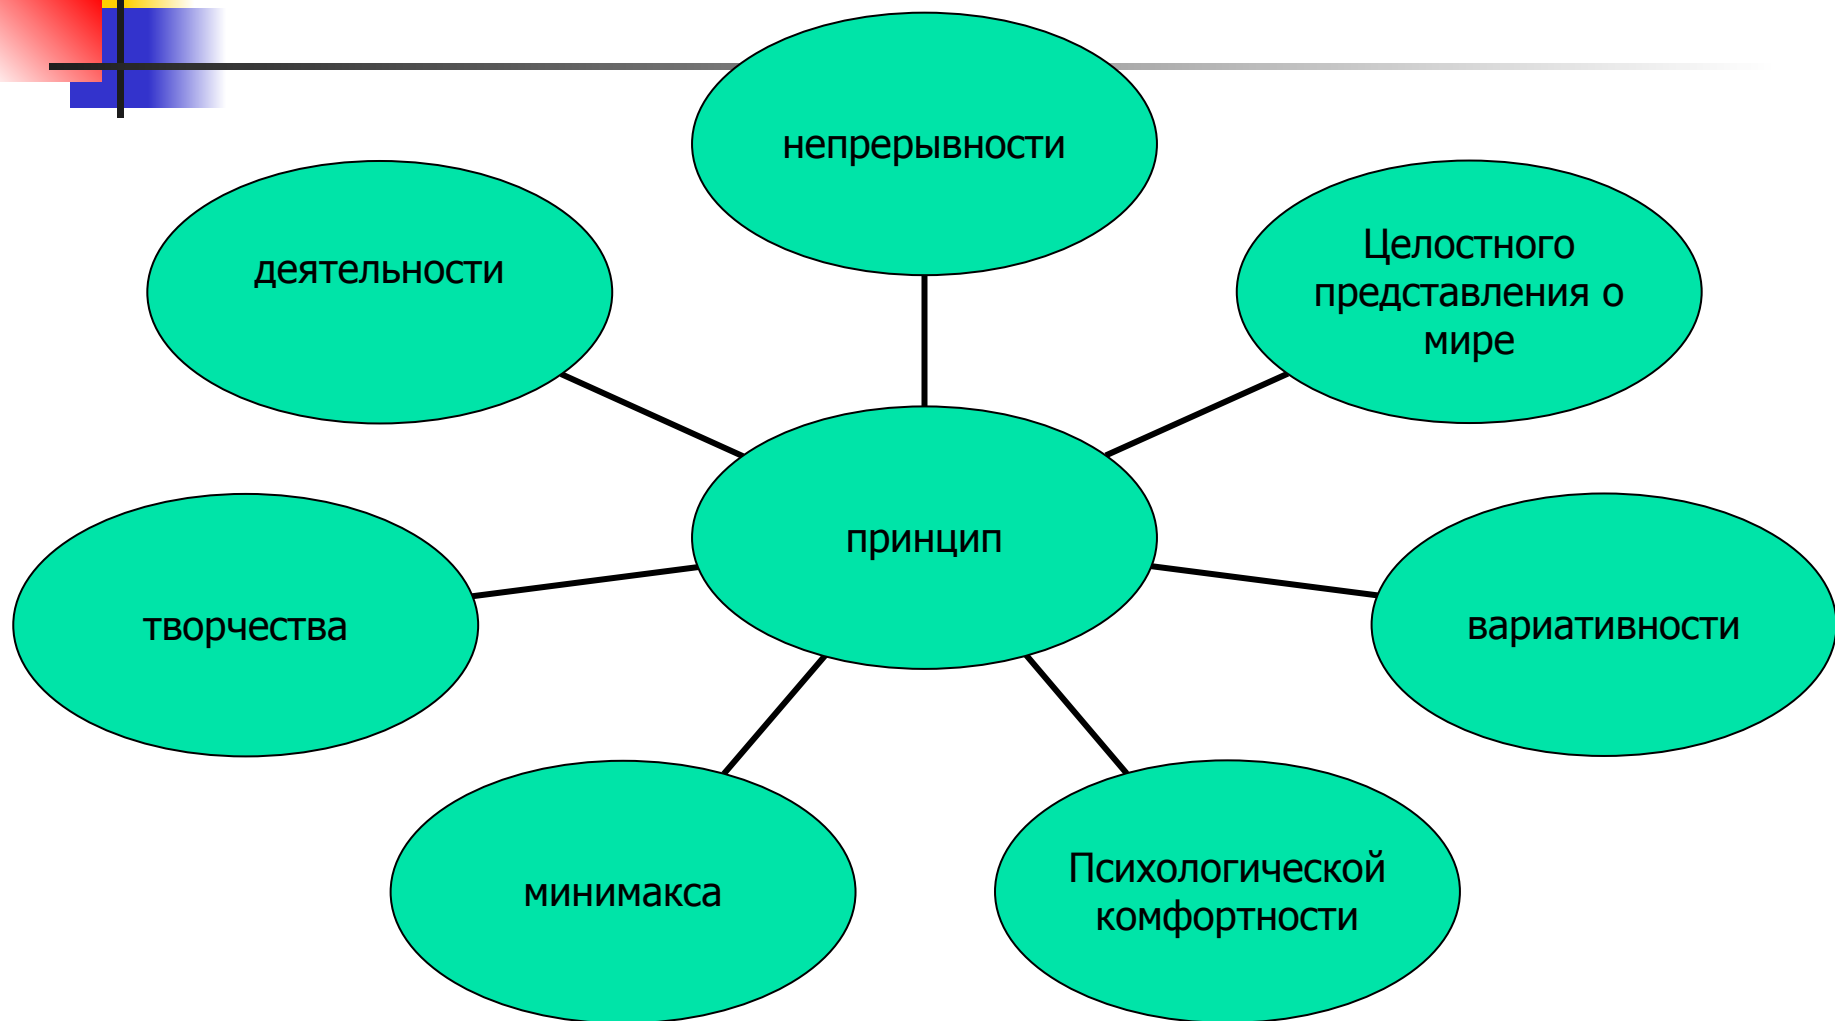 непрерывности
деятельности
Целостного
представления о
мире
принцип
творчества
вариативности
минимакса
Психологической
комфортности